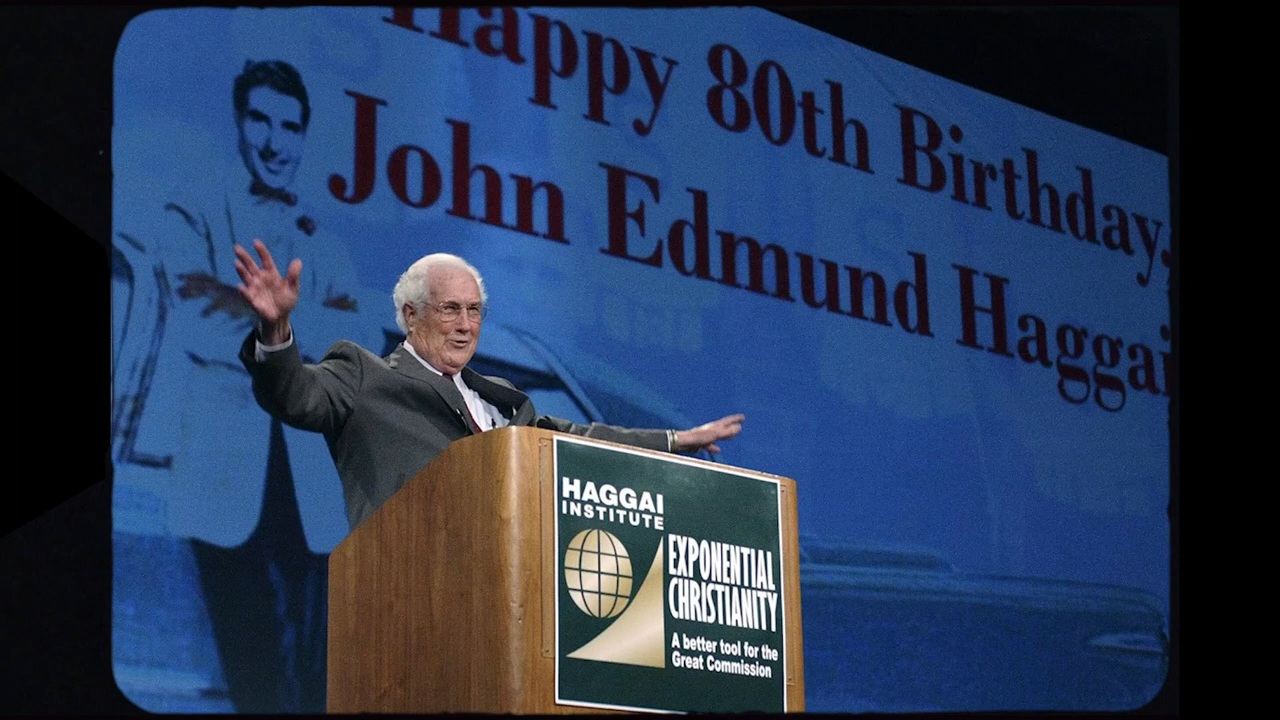 Happy 80th Birthday,
John Edmund Haggai
HAGGAI
INSTITUTE
EXPONENTIAL
CHRISTIANITY
A better tool for the
Great Commission